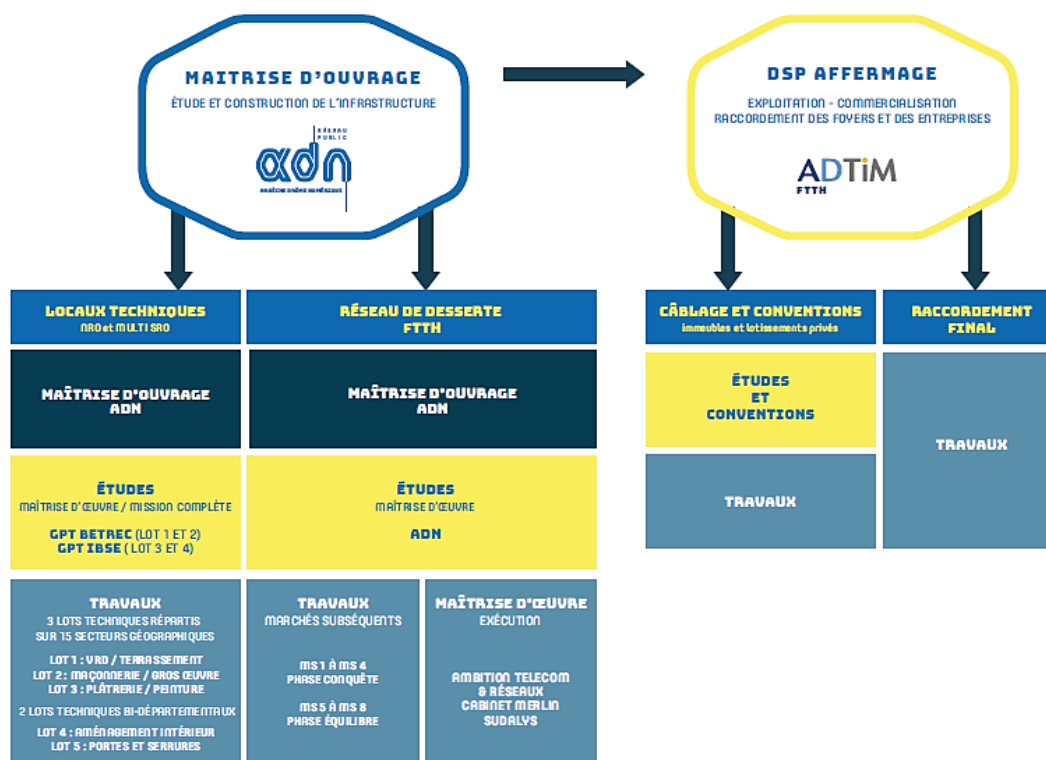 MAITRISE D'OUVRAGE
ÉTUDE ET CONSTRUCTION DE L'INFRASTRUCTURE
RÉSEAU
PUBLIC
adn
ARDÈCHE DRÔME NUMÉRIQUE
DSP AFFERMAGE
EXPLOITATION - COMMERCIALISATION
RACCORDEMENT DES FOYERS ET DES ENTREPRISES
ADTiM
FTTH
LOCAUX TECHNIQUES
NRO et MULTI SRO
MAÎTRISE D'OUVRAGE
ADN
ÉTUDES
MAÎTRISE D'ŒUVRE / MISSION COMPLÈTE
GPT BETREC (LOT 1 ET 2)
GPT IBSE ( LOT 3 ET 4)
TRAVAUX
3 LOTS TECHNIQUES RÉPARTIS
SUR 15 SECTEURS GÉOGRAPHIQUES
LOT 1 : VRD / TERRASSEMENT
LOT 2 : MAÇONNERIE / GROS ŒUVRE
LOT 3 : PLÂTRERIE / PEINTURE
2 LOTS TECHNIQUES BI-DÉPARTEMENTAUX
LOT 4 : AMÉNAGEMENT INTÉRIEUR
LOT 5 : PORTES ET SERRURES
RÉSEAU DE DESSERTE
FTTH
MAÎTRISE D'OUVRAGE
ADN
ÉTUDES
MAÎTRISE D'ŒUVRE
ADN
TRAVAUX
MARCHÉS SUBSÉQUENTS
MS 1 À MS 4
PHASE CONQUÊTE
MS 5 À MS 8
PHASE ÉQUILIBRE
MAÎTRISE D'ŒUVRE
EXÉCUTION
AMBITION TELECOM
& RÉSEAUX
CABINET MERLIN
SUDALYS
CÂBLAGE ET CONVENTIONS
immeubles et lotissements privés
ÉTUDES
ET
CONVENTIONS
TRAVAUX
RACCORDEMENT
FINAL
TRAVAUX